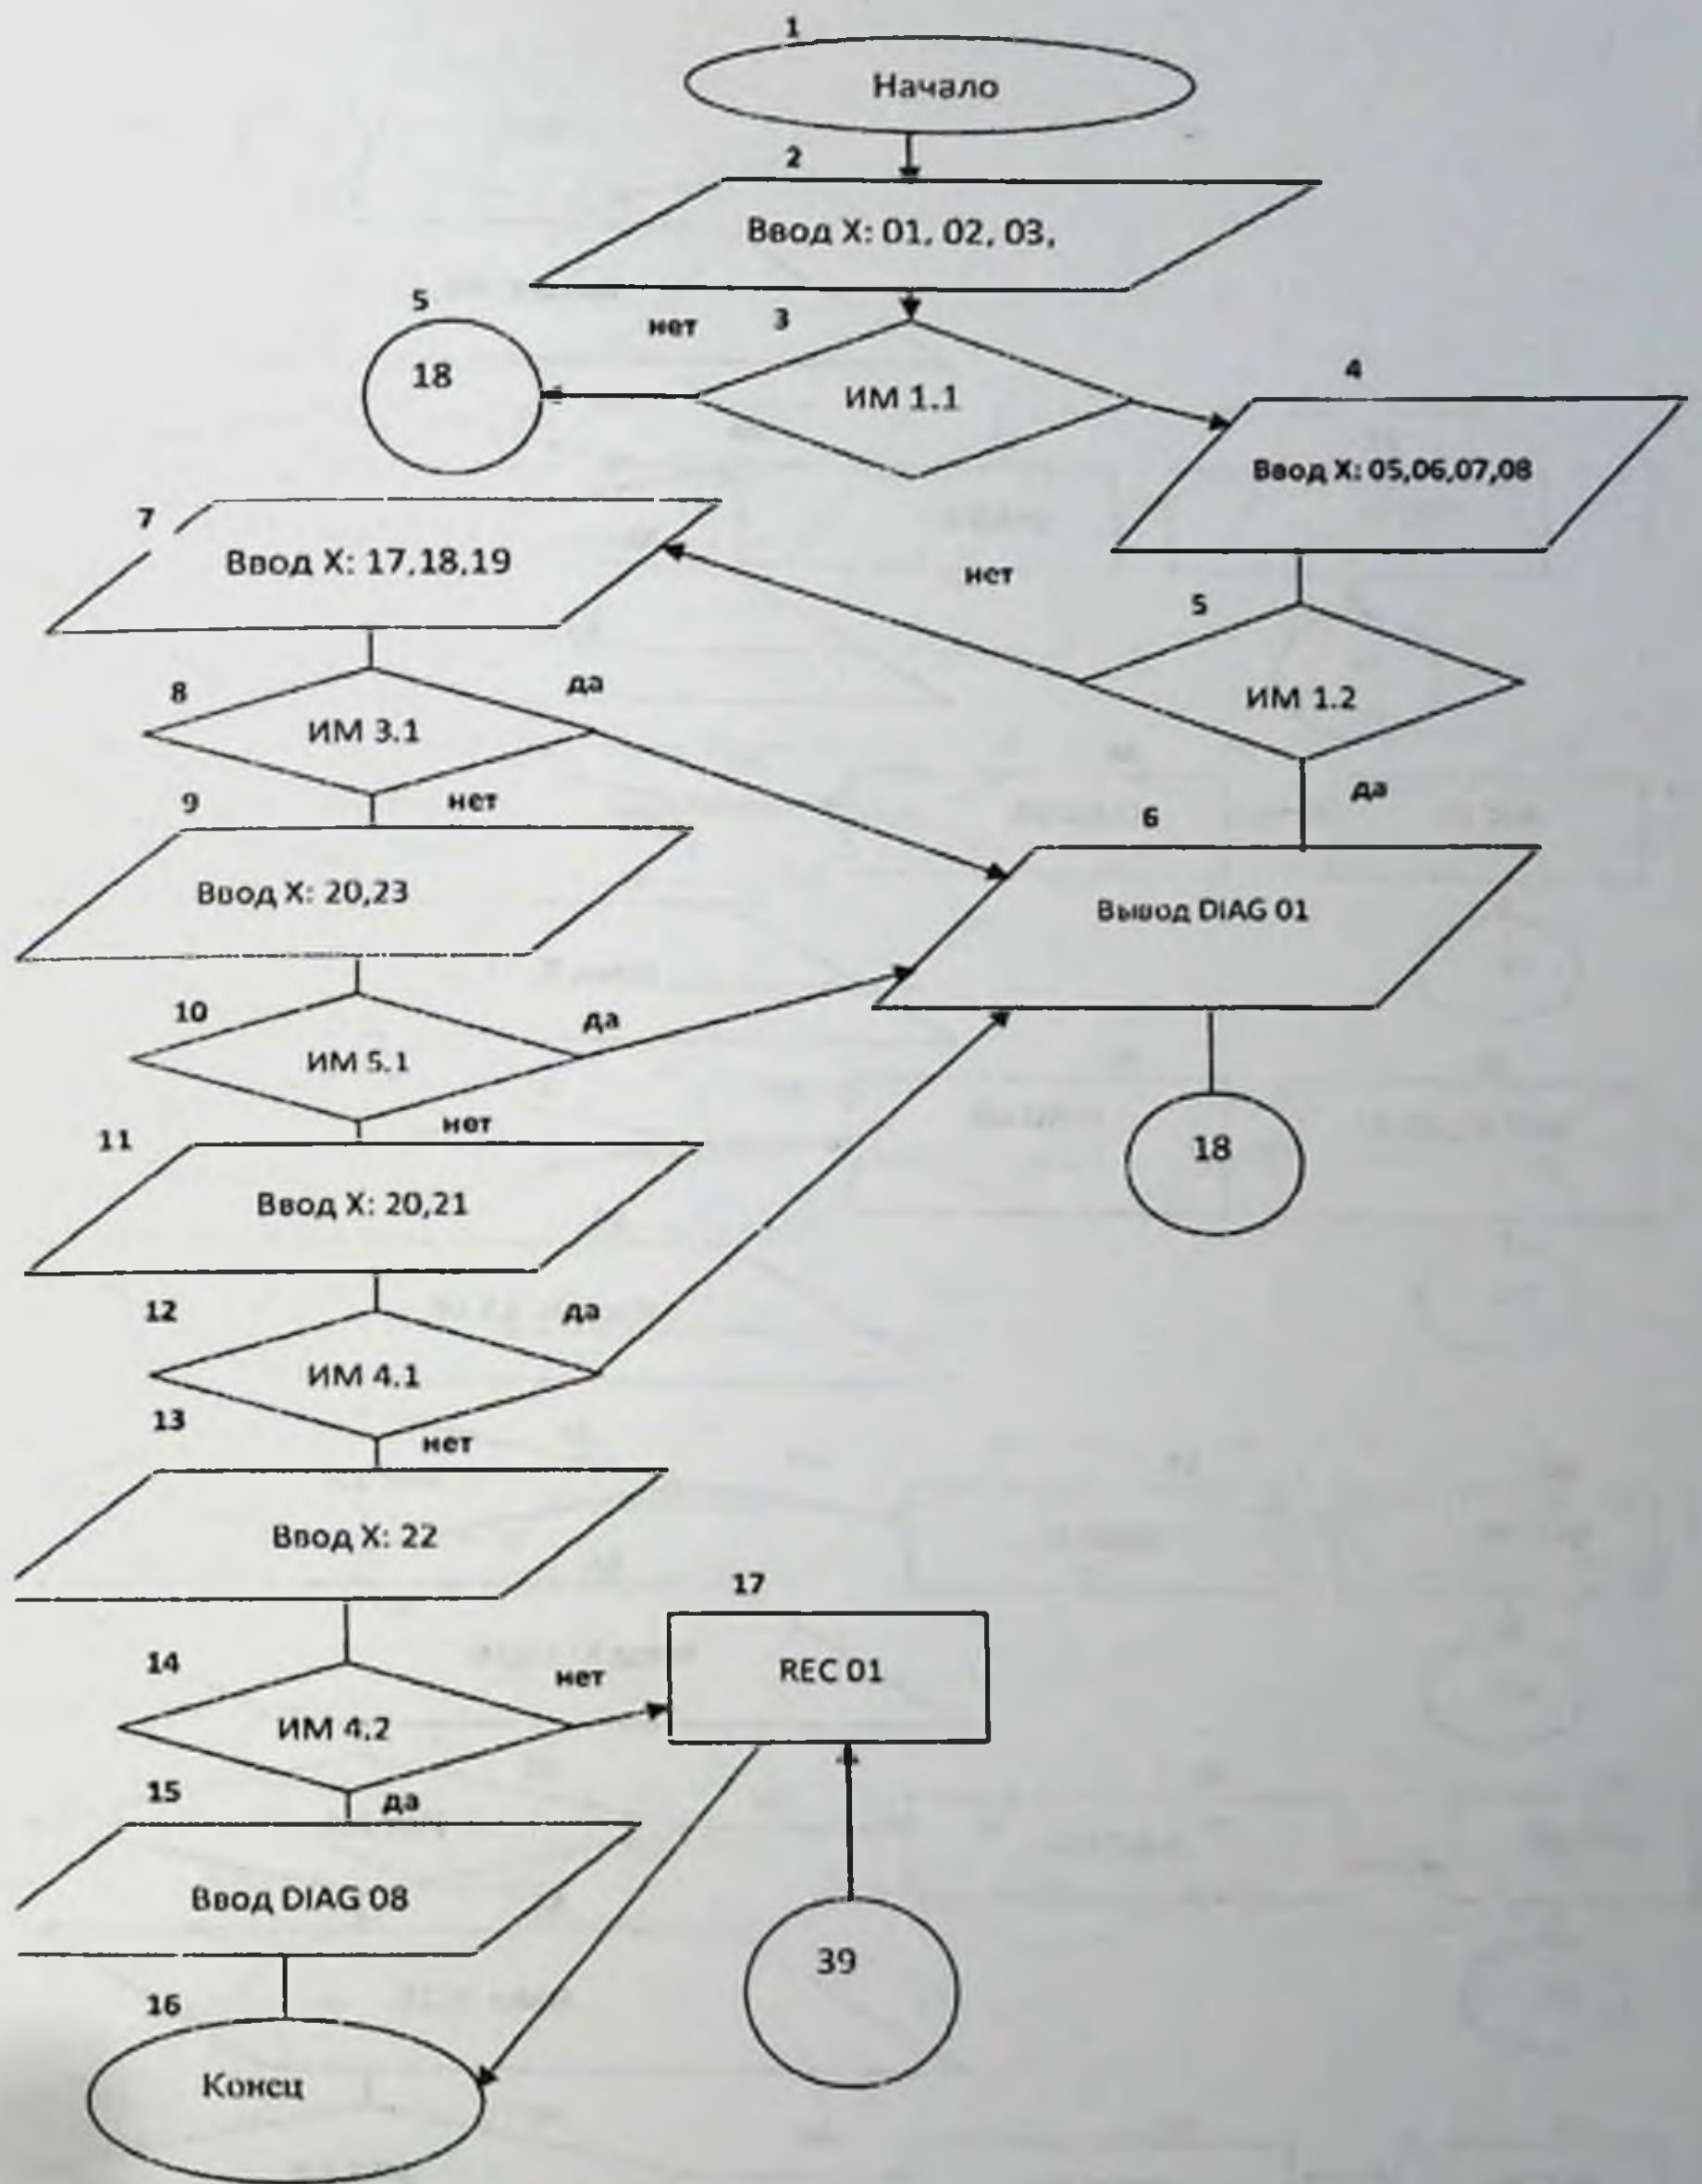 1
Начало
2
Ввод X: 01, 02, 03,
5
нет
3
18
ИМ 1.1
4
Ввод X: 05,06,07,08
7
Ввод X: 17,18,19
нет
5
ИМ 1.2
да
8
да
ИМ 3.1
нет
9
Ввод X: 20,23
6
Вывод DIAG 01
10
да
ИМ 5.1
нет
18
11
Ввод X: 20,21
12
да
ИМ 4.1
13
нет
Ввод X: 22
17
REC 01
14
нет
ИМ 4.2
15
да
Ввод DIAG 08
39
16
Конец